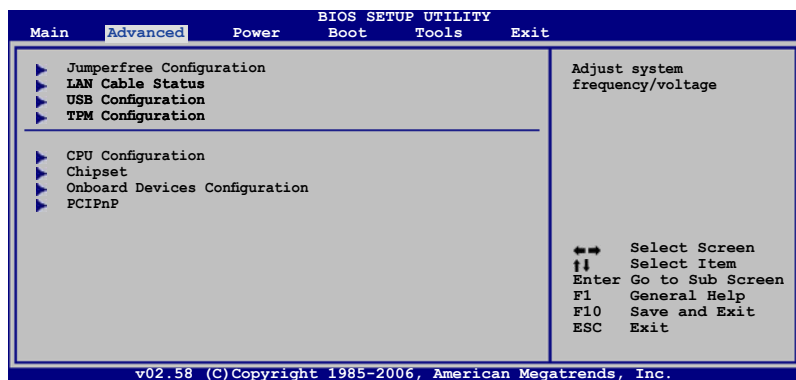 BIOS SETUP UTILITY
Main Advanced Power Boot Tools Exit
Jumperfree Configuration
LAN Cable Status
USB Configuration
TPM Configuration
CPU Configuration
Chipset
Onboard Devices Configuration
PCIPnP
Adjust system
frequency/voltage
←→ Select Screen
↑↓ Select Item
Enter Go to Sub Screen
F1 General Help
F10 Save and Exit
ESC Exit
v02.58 (C)Copyright 1985-2006, American Megatrends, Inc.